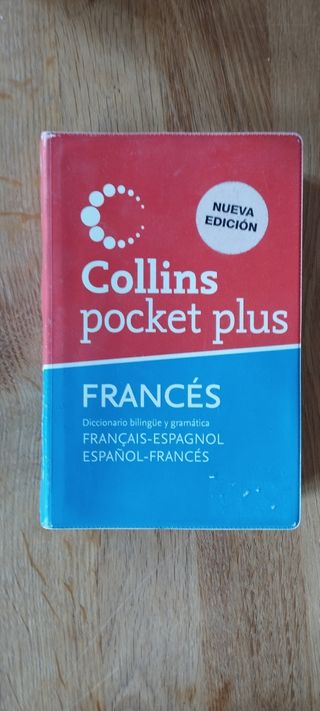 NUEVA
EDICIÓN
Collins
pocket plus
FRANCÉS
Diccionario bilingüe y gramática
FRANÇAIS-ESPAGNOL
ESPAÑOL-FRANCÉS